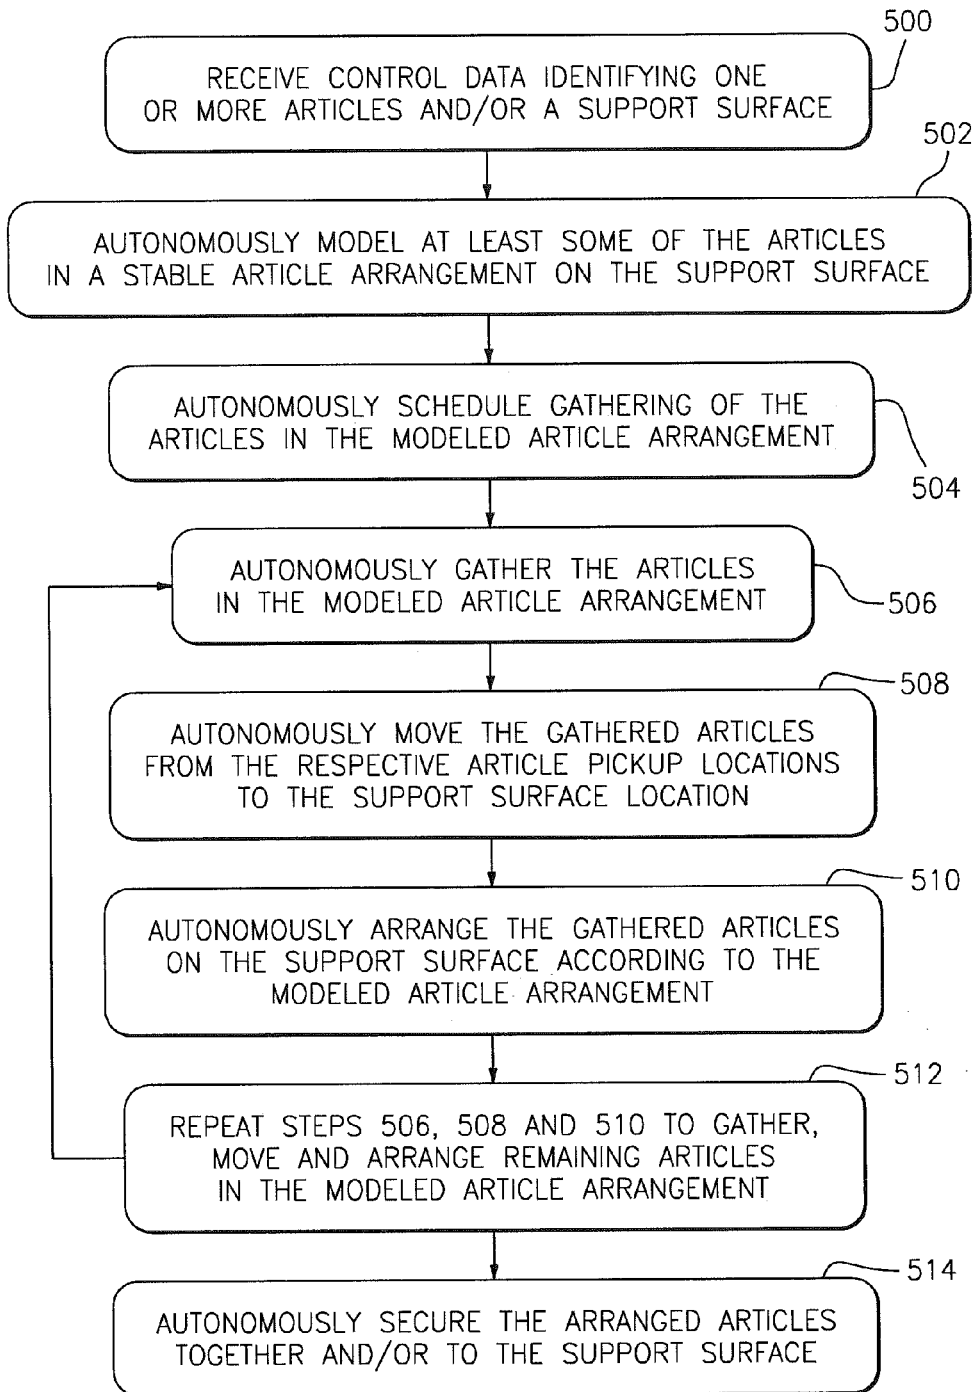 500
RECEIVE CONTROL DATA IDENTIFYING ONE
OR MORE ARTICLES AND/OR A SUPPORT SURFACE
502
AUTONOMOUSLY MODEL AT LEAST SOME OF THE ARTICLES
IN A STABLE ARTICLE ARRANGEMENT ON THE SUPPORT SURFACE
AUTONOMOUSLY SCHEDULE GATHERING OF THE
ARTICLES IN THE MODELED ARTICLE ARRANGEMENT
504
AUTONOMOUSLY GATHER THE ARTICLES
IN THE MODELED ARTICLE ARRANGEMENT
506
508
AUTONOMOUSLY MOVE THE GATHERED ARTICLES
FROM THE RESPECTIVE ARTICLE PICKUP LOCATIONS
TO THE SUPPORT SURFACE LOCATION
510
AUTONOMOUSLY ARRANGE THE GATHERED ARTICLES
ON THE SUPPORT SURFACE ACCORDING TO THE
MODELED ARTICLE ARRANGEMENT
512
REPEAT STEPS 506, 508 AND 510 TO GATHER,
MOVE AND ARRANGE REMAINING ARTICLES
IN THE MODELED ARTICLE ARRANGEMENT
514
AUTONOMOUSLY SECURE THE ARRANGED ARTICLES
TOGETHER AND/OR TO THE SUPPORT SURFACE